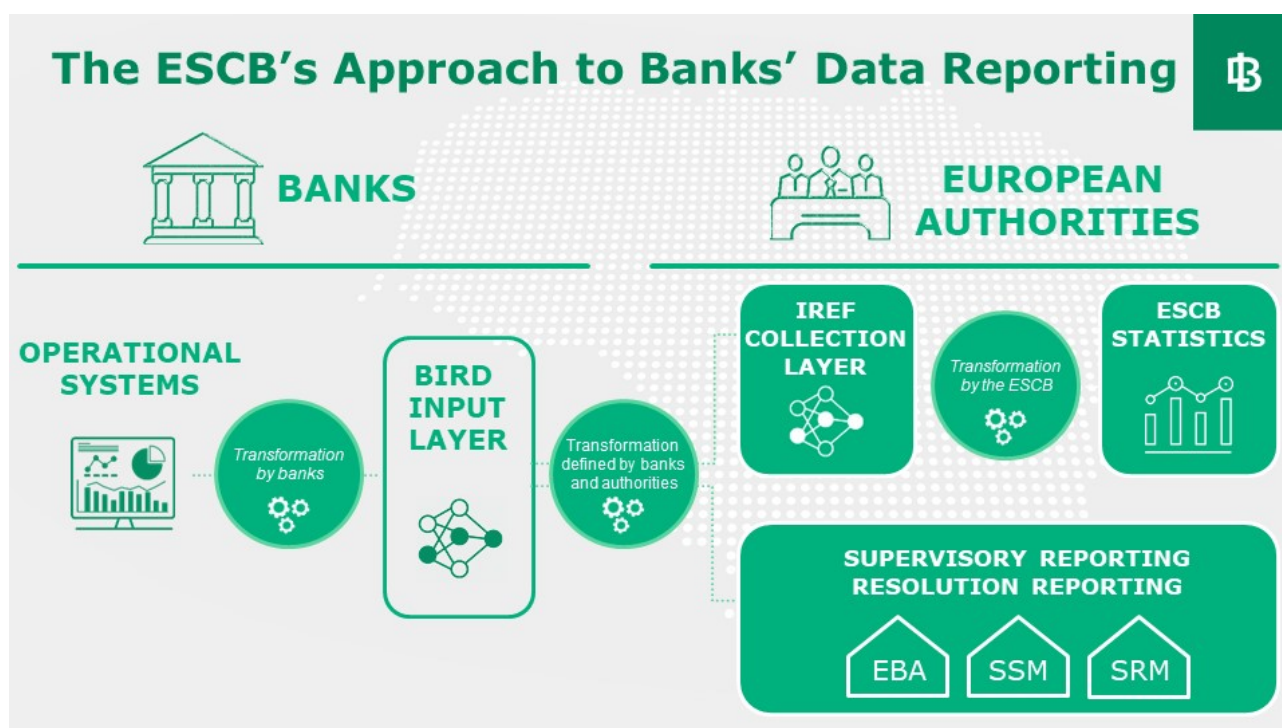 The ESCB’s Approach to Banks’ Data Reporting
BANKS
EUROPEAN
AUTHORITIES
OPERATIONAL
SYSTEMS
Transformation
by banks
BIRD
INPUT
LAYER
Transformation
defined by banks
and authorities
IREF
COLLECTION
LAYER
Transformation
by the ESCB
ESCB
STATISTICS
SUPERVISORY REPORTING
RESOLUTION REPORTING
EBA
SSM
SRM